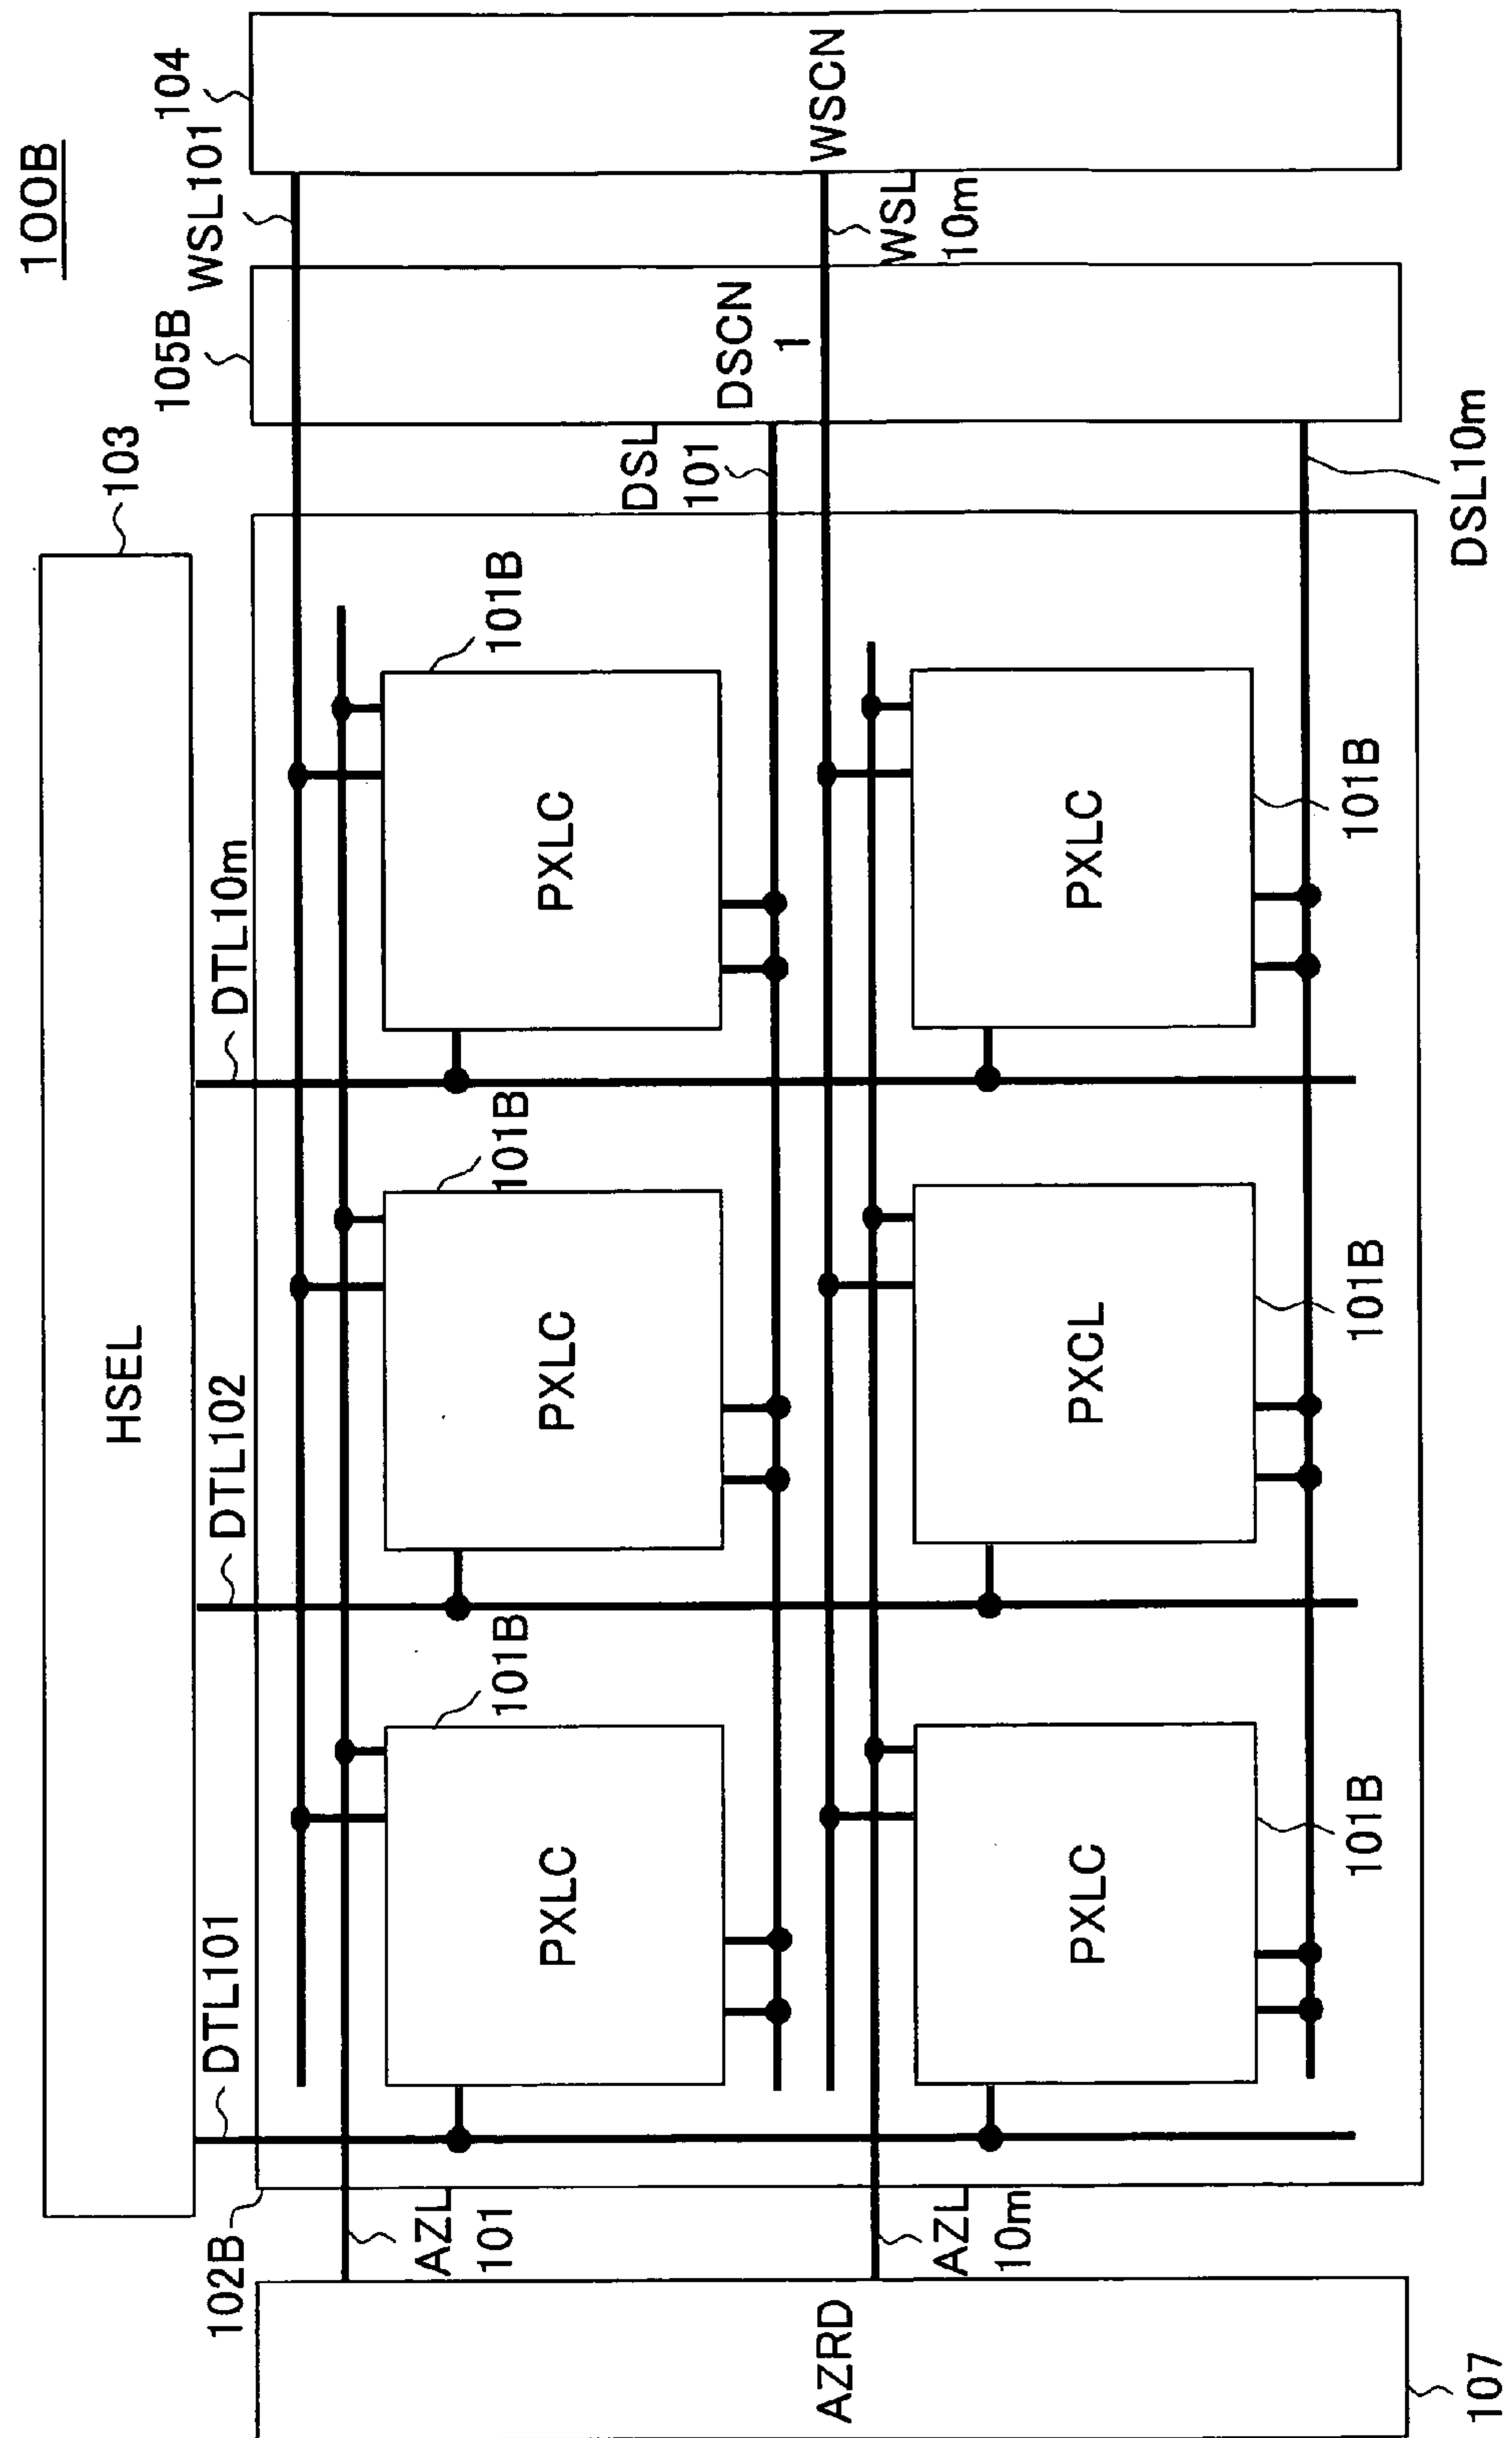 100B
HSEL
103
DTL101
DTL102
DTL10m
105B
WSL101
104
102B
101B
101B
101B
PXLC
PXLC
PXLC
AZL
101
DSL
101
DSCN
1
AZRD
WSCN
WSL
10m
AZL
10m
PXLC
PXCL
PXLC
101B
101B
101B
107
DSL10m